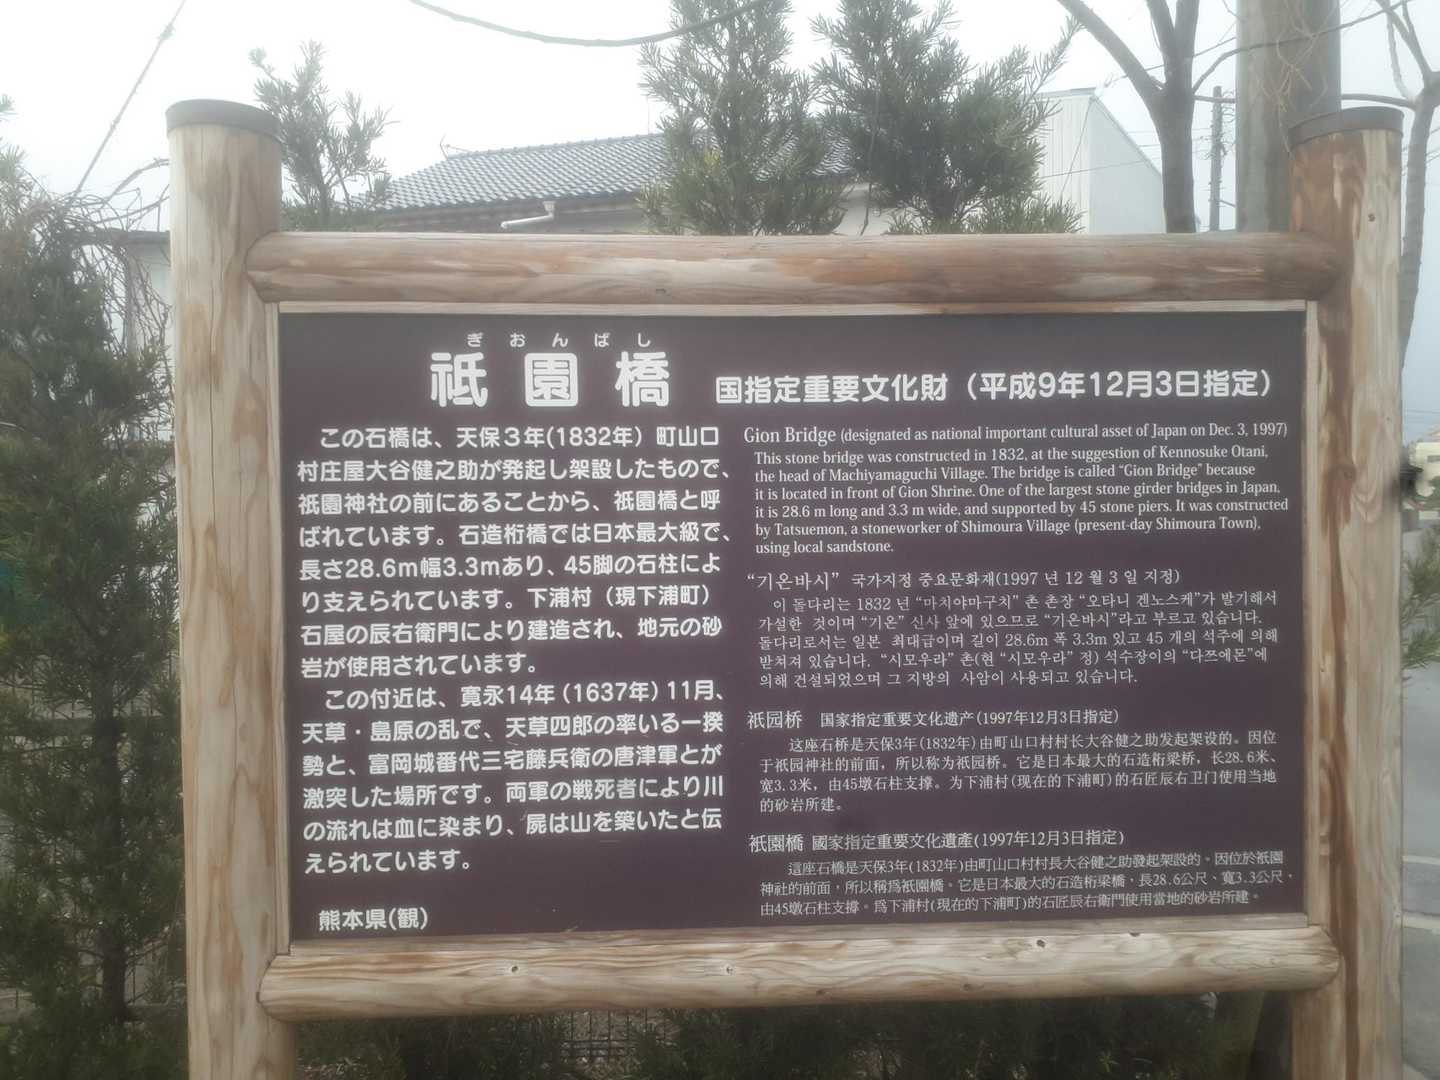 ぎおんばし
祗園橋
国指定重要文化財（平成9年12月3日指定）
この石橋は、天保３年(1832年）町山口
村庄屋大谷健之助が発起し架設したもので、
祗園神社の前にあることから、祗園橋と呼
ばれています。石造桁橋では日本最大級で、
長さ28.6m幅3.3mあり、45脚の石柱によ
り支えられています。下浦村（現下浦町）
石屋の辰右衛門により建造され、地元の砂
岩が使用されています。
この付近は、寛永14年（1637年）11月、
天草・島原の乱で、天草四郎の率いる一揆
勢と、富岡城番代三宅藤兵衛の唐津軍とが
激突した場所です。両軍の戦死者により川
の流れは血に染まり、屍は山を築いたと伝
えられています。
熊本県(観)
Gion Bridge (designated as national important cultural asset of Japan on Dec. 3, 1997)
This stone bridge was constructed in 1832, at the suggestion of Kennosuke Otani,
the head of Machiyamaguchi Village. The bridge is called “Gion Bridge” because
it is located in front of Gion Shrine. One of the largest stone girder bridges in Japan,
it is 28.6 m long and 3.3 m wide, and supported by 45 stone piers. It was constructed
by Tatsuemon, a stoneworker of Shimoura Village (present-day Shimoura Town),
using local sandstone.
“기온바시” 국가지정 중요문화재(1997 년 12 월 3 일 지정)
이 돌다리는 1832 년 “마치야마구치” 촌 촌장 “오타니 겐노스케”가 발기해서
가설한 것이며 “기온” 신사 앞에 있으므로 “기온바시”라고 부르고 있습니다.
돌다리로서는 일본 최대급이며 길이 28.6m 폭 3.3m 있고 45 개의 석주에 의해
받쳐져 있습니다. “시모우라” 촌(현 “시모우라” 정) 석수장이의 “다쯔에몬”에
의해 건설되었으며 그 지방의 사암이 사용되고 있습니다.
祇园桥 国家指定重要文化遗产(1997年12月3日指定)
这座石桥是天保3年(1832年)由町山口村村长大谷健之助发起架设的。因位
于祇园神社的前面，所以称为祇园桥。它是日本最大的石造桁梁桥，长28.6米、
宽3.3米，由45墩石柱支撑。为下浦村(现在的下浦町)的石匠辰右卫门使用当地
的砂岩所建。
祇園橋 國家指定重要文化遺產(1997年12月3日指定)
這座石橋是天保3年(1832年)由町山口村村長大谷健之助發起架設的。因位於祇園
神社的前面，所以稱爲祇園橋。它是日本最大的石造桁梁橋、長28.6公尺、寬3.3公尺、
由45墩石柱支撐。爲下浦村(現在的下浦町)的石匠辰右衛門使用當地的砂岩所建。